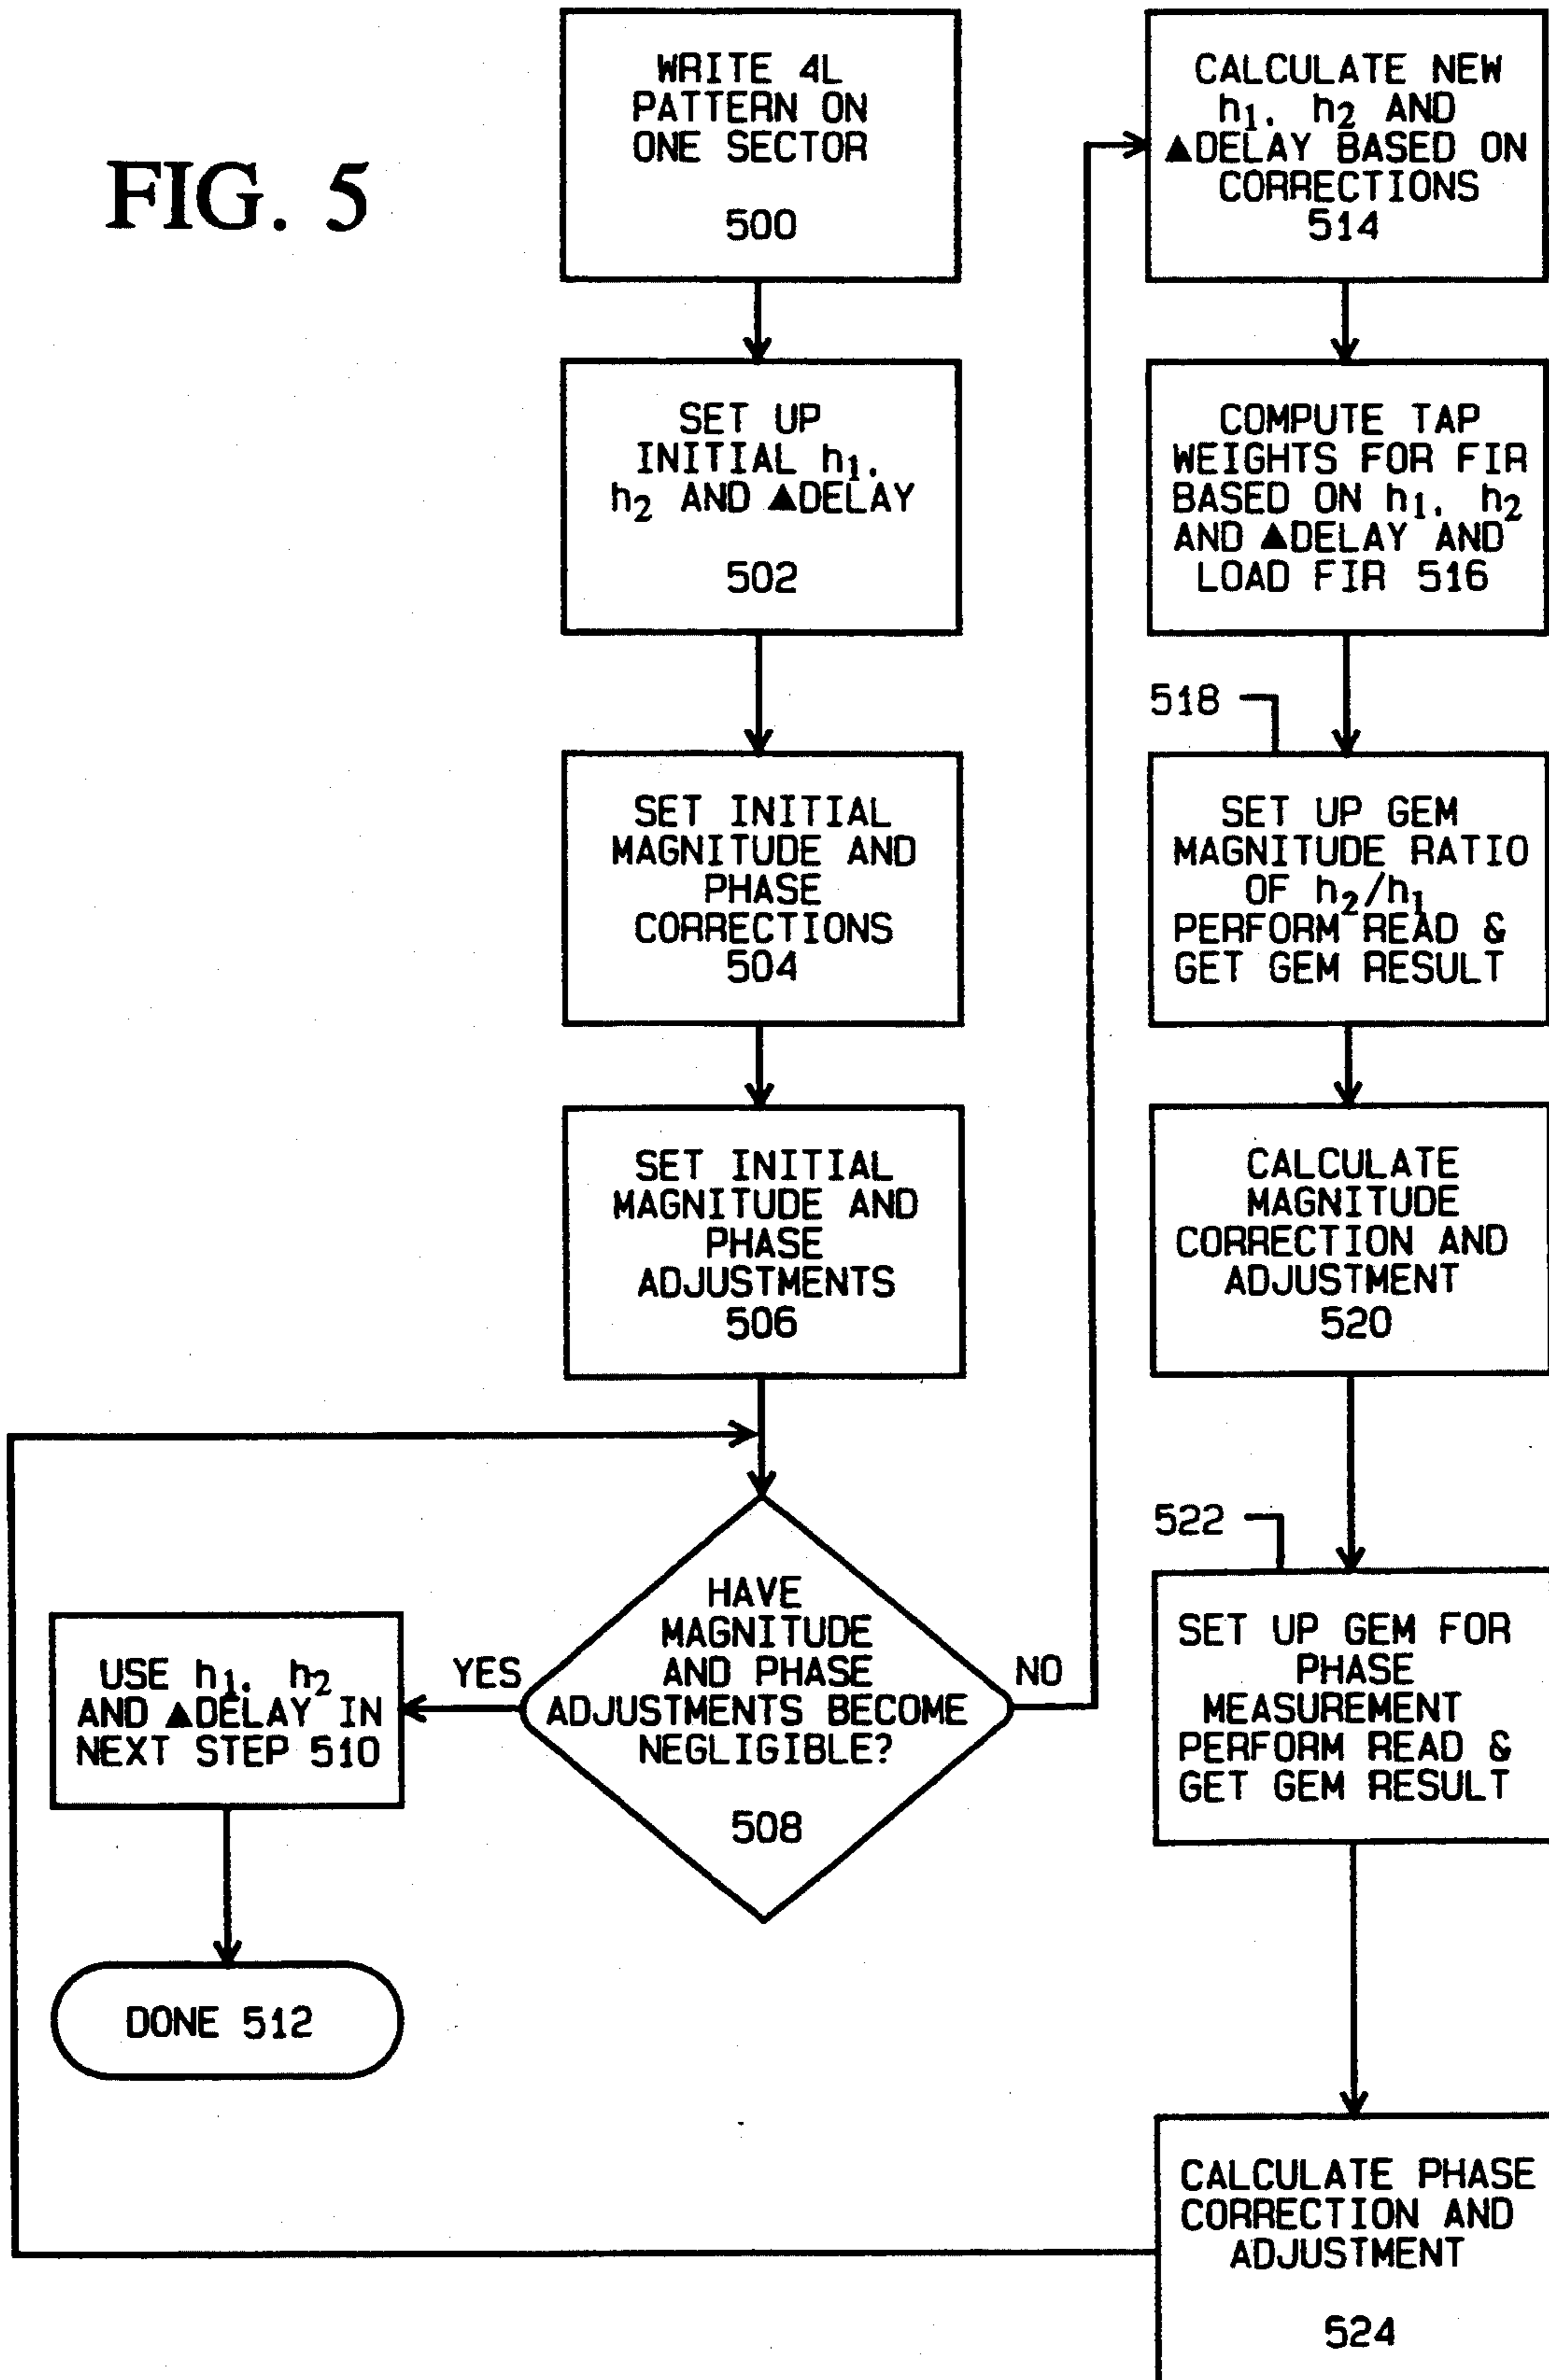 FIG. 5
WRITE 4L
PATTERN ON
ONE SECTOR
500
SET UP
INITIAL h₁,
h₂ AND ▲DELAY
502
SET INITIAL
MAGNITUDE AND
PHASE
CORRECTIONS
504
SET INITIAL
MAGNITUDE AND
PHASE
ADJUSTMENTS
506
HAVE
MAGNITUDE
AND PHASE
ADJUSTMENTS BECOME
NEGLIGIBLE?
508
YES
NO
USE h₁, h₂
AND ▲DELAY IN
NEXT STEP 510
DONE 512
CALCULATE NEW
h₁, h₂ AND
▲DELAY BASED ON
CORRECTIONS
514
COMPUTE TAP
WEIGHTS FOR FIR
BASED ON h₁, h₂
AND ▲DELAY AND
LOAD FIR 516
518
SET UP GEM
MAGNITUDE RATIO
OF h₂/h₁
PERFORM READ &
GET GEM RESULT
CALCULATE
MAGNITUDE
CORRECTION AND
ADJUSTMENT
520
522
SET UP GEM FOR
PHASE
MEASUREMENT
PERFORM READ &
GET GEM RESULT
CALCULATE PHASE
CORRECTION AND
ADJUSTMENT
524